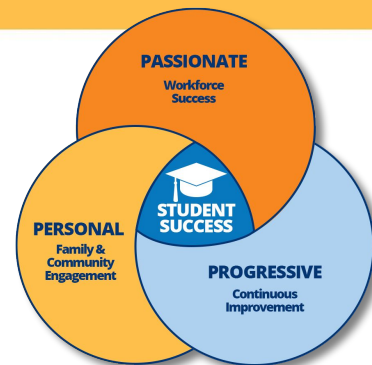 PASSIONATE
Workforce
Success
STUDENT
SUCCESS
PERSONAL
Family &
Community
Engagement
PROGRESSIVE
Continuous
Improvement